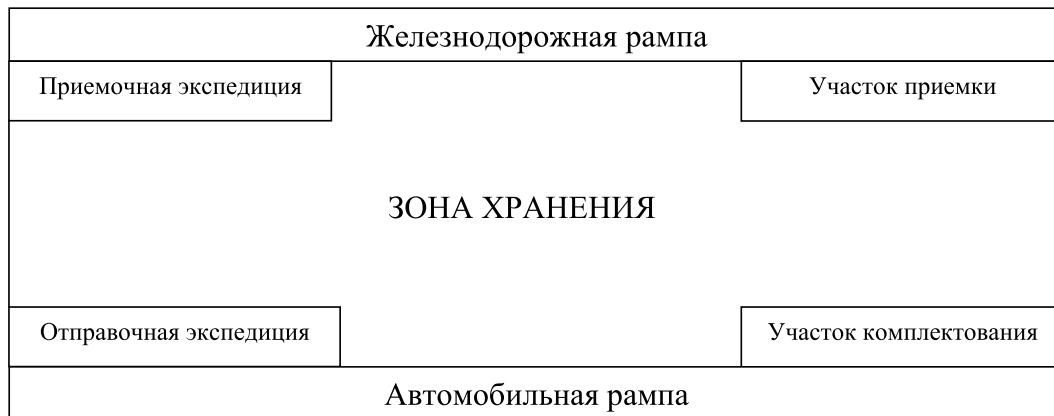 Железнодорожная рампа
Приемочная экспедиция
Участок приемки
ЗОНА ХРАНЕНИЯ
Отправочная экспедиция
Участок комплектования
Автомобильная рампа